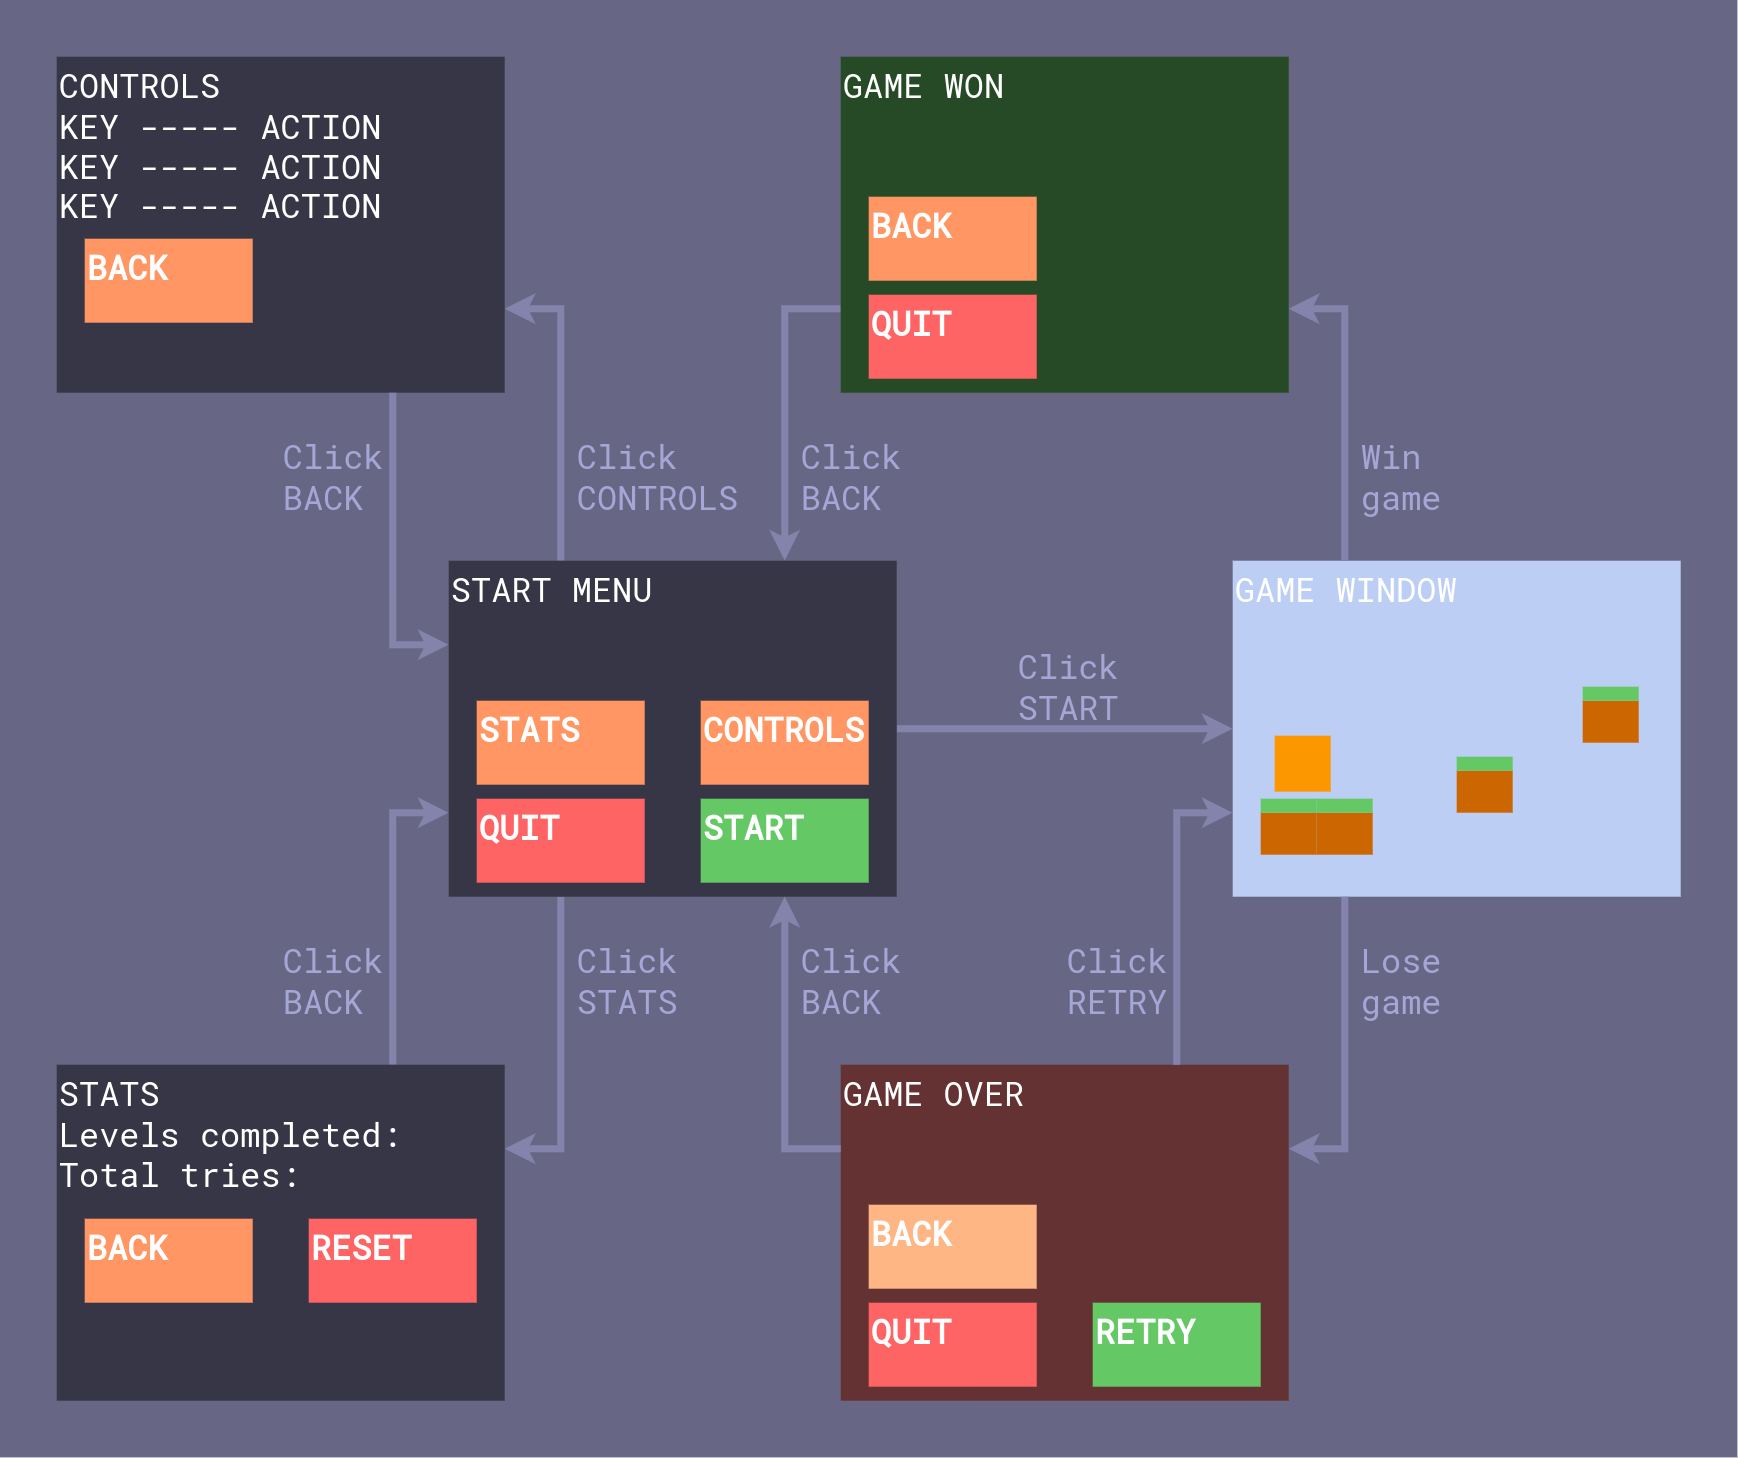 CONTROLS
KEY ----- ACTION
KEY ----- ACTION
KEY ----- ACTION
BACK
GAME WON
BACK
QUIT
Click
BACK
Click
CONTROLS
Click
BACK
Win
game
START MENU
STATS
CONTROLS
QUIT
START
Click
START
GAME WINDOW
Click
BACK
Click
STATS
Click
BACK
Click
RETRY
Lose
game
STATS
Levels completed:
Total tries:
BACK
RESET
GAME OVER
BACK
QUIT
RETRY